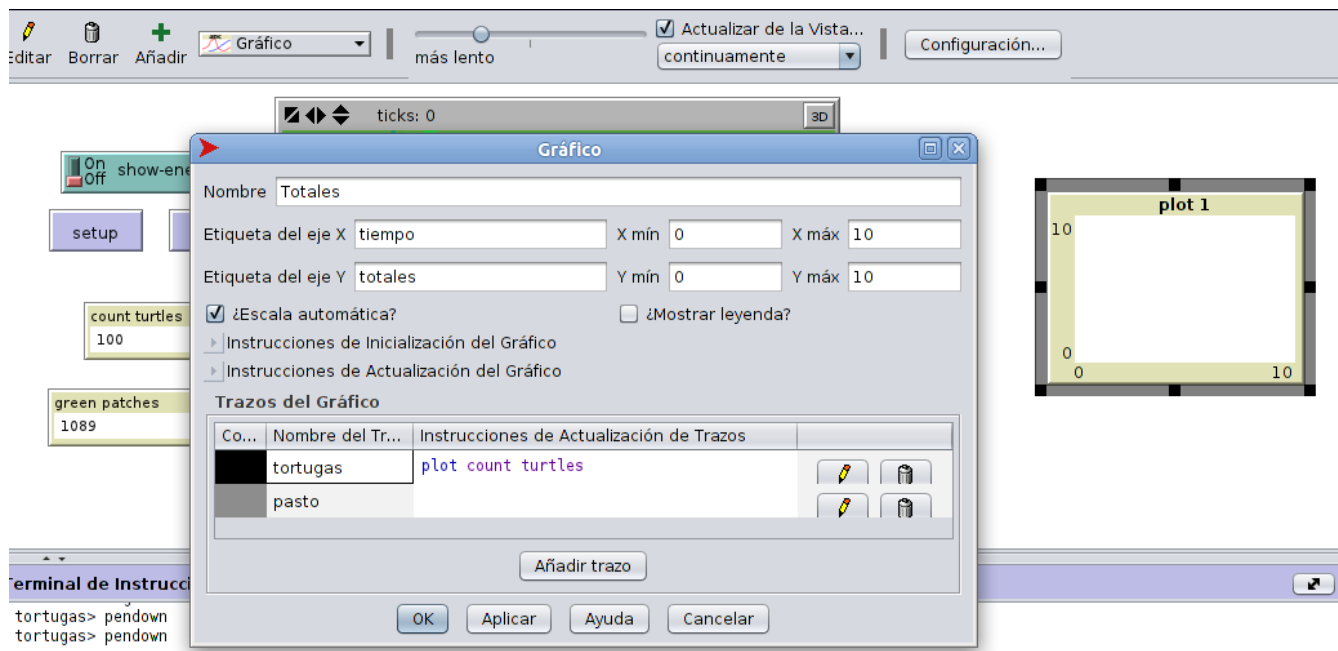 Gráfico
más lento
Actualizar de la Vista...
continuamente
Configuración...
Editar Borrar Añadir
ticks: 0
3D
On
Off
show-ene
setup
count turtles
100
green patches
1089
Gráfico
Nombre Totales
Etiqueta del eje X tiempo X mín 0 X máx 10
Etiqueta del eje Y totales Y mín 0 Y máx 10
¿Escala automática? ¿Mostrar leyenda?
Instrucciones de Inicialización del Gráfico
Instrucciones de Actualización del Gráfico
Trazos del Gráfico
Co... Nombre del Tr... Instrucciones de Actualización de Trazos
tortugas plot count turtles
pasto
Añadir trazo
OK Aplicar Ayuda Cancelar
plot 1
10
0
0 10
Terminal de Instrucci
tortugas> pendown
tortugas> pendown